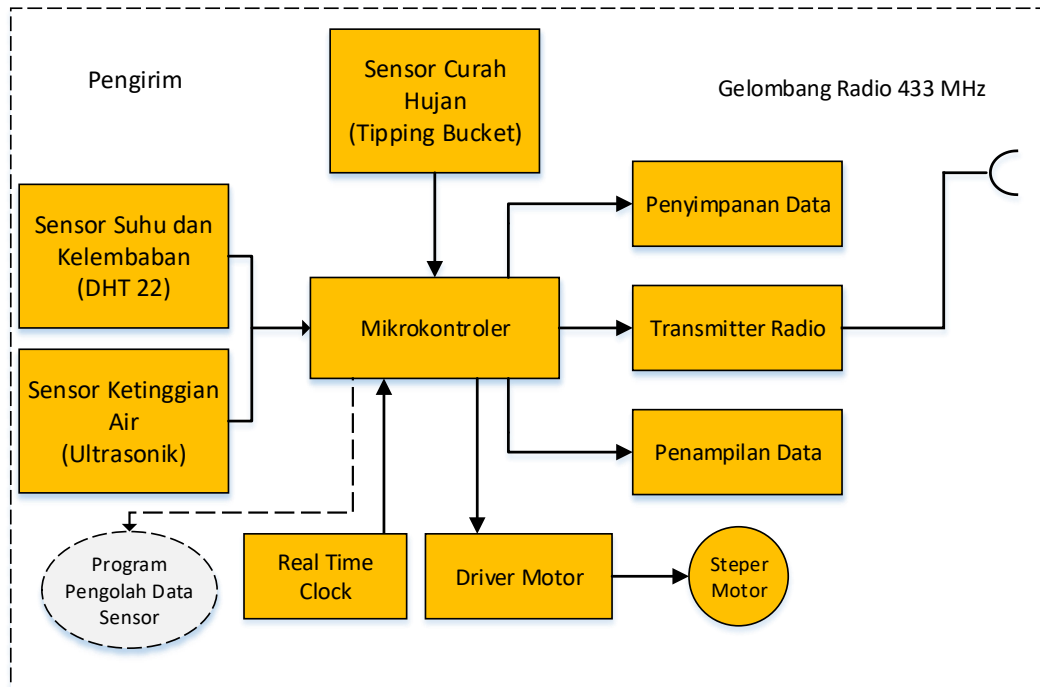 Pengirim
Sensor Curah
Hujan
(Tipping Bucket)
Gelombang Radio 433 MHz
Sensor Suhu dan
Kelembaban
(DHT 22)
Penyimpanan Data
Mikrokontroler
Transmitter Radio
Sensor Ketinggian
Air
(Ultrasonik)
Penampilan Data
Program
Pengolah Data
Sensor
Real Time
Clock
Driver Motor
Steper
Motor